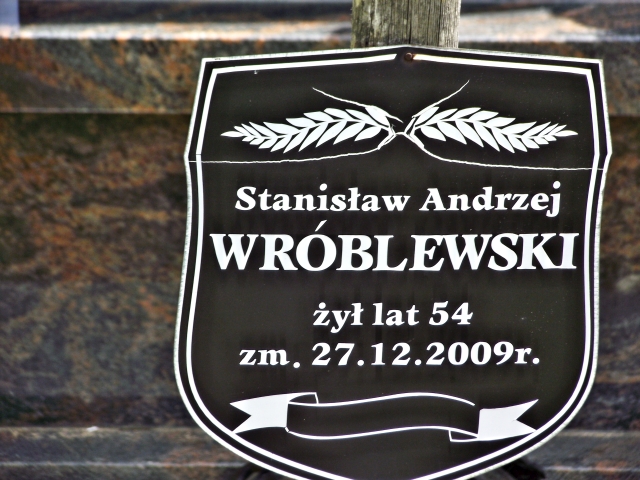 Stanisław Andrzej
WRÓBLEWSKI
żył lat 54
zm. 27.12.2009r.